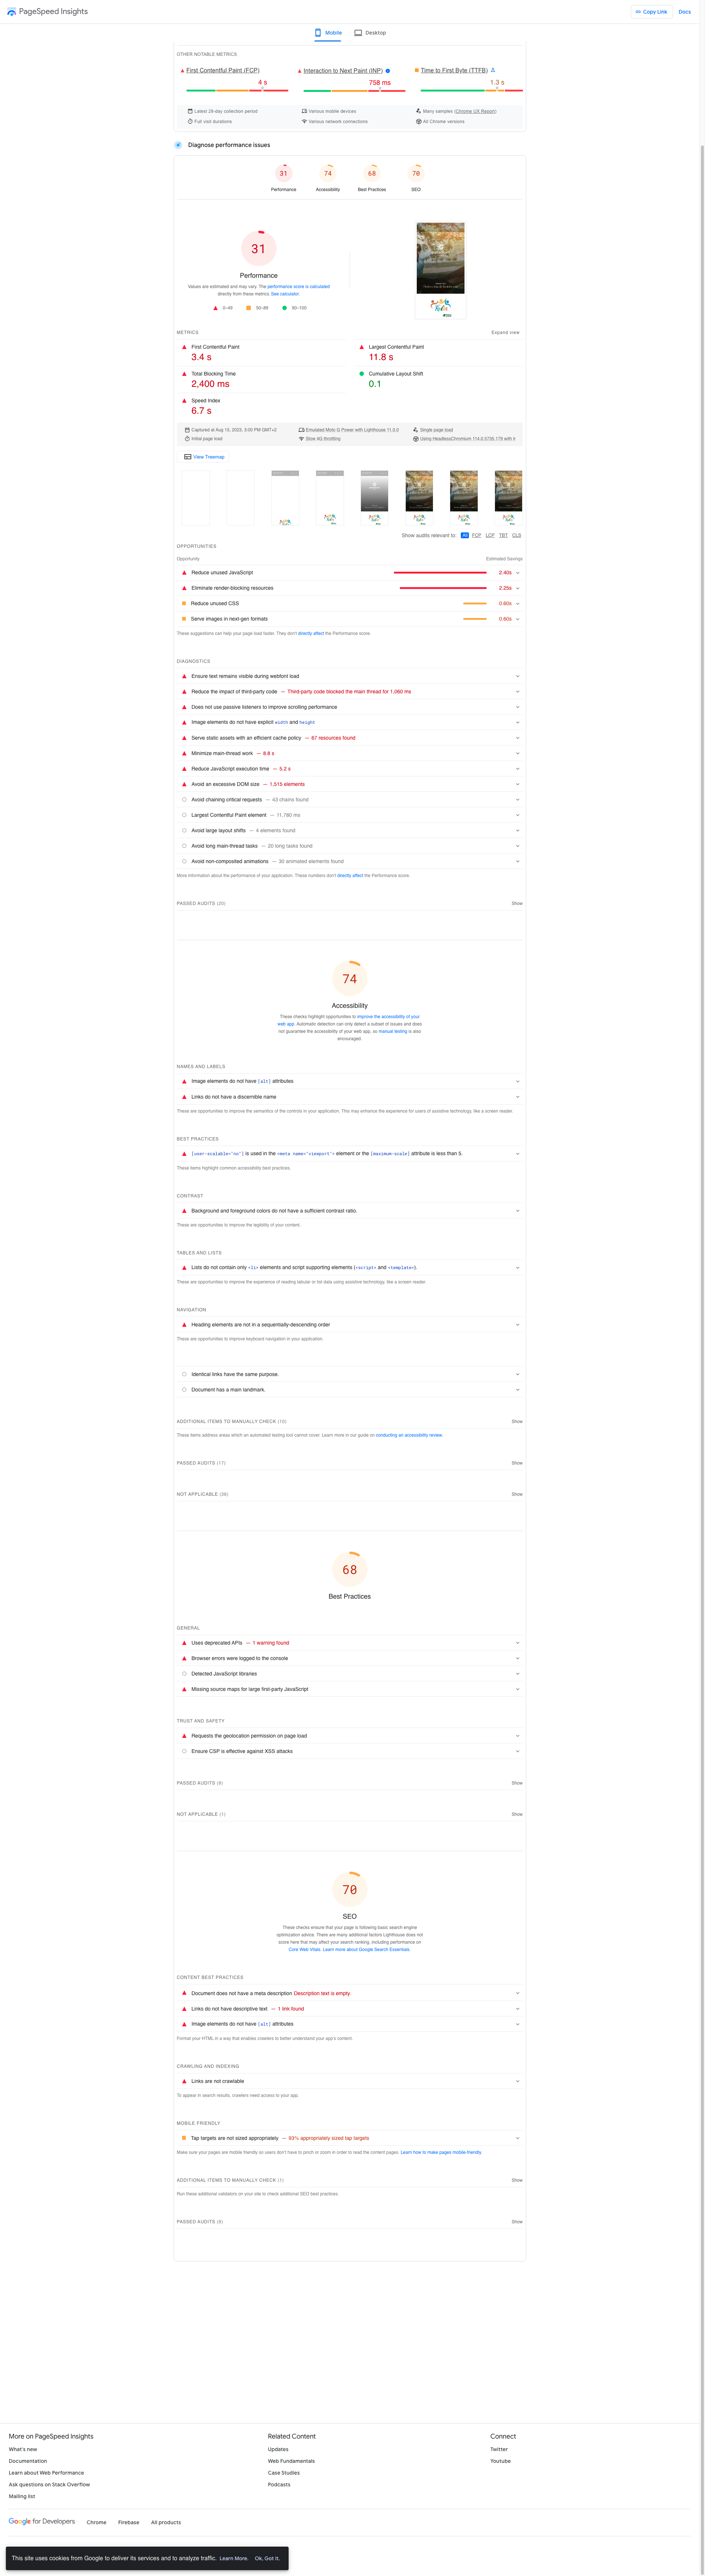 PageSpeed Insights
Copy Link
Docs
Mobile
Desktop
OTHER NOTABLE METRICS
First Contentful Paint (FCP)
4 s
Interaction to Next Paint (INP)
758 ms
Time to First Byte (TTFB)
1.3 s
Latest 28-day collection period
Various mobile devices
Many samples (Chrome UX Report)
Full visit durations
Various network connections
All Chrome versions
Diagnose performance issues
31
74
68
70
Performance
Accessibility
Best Practices
SEO
31
Performance
Values are estimated and may vary. The performance score is calculated
directly from these metrics. See calculator.
0–49
50–89
90–100
METRICS
Expand view
First Contentful Paint
3.4 s
Largest Contentful Paint
11.8 s
Total Blocking Time
2,400 ms
Cumulative Layout Shift
0.1
Speed Index
6.7 s
Captured at Aug 15, 2023, 3:00 PM GMT+2
Emulated Moto G Power with Lighthouse 11.0.0
Single page load
Initial page load
Slow 4G throttling
Using HeadlessChromium 114.0.5735.179 with lr
View Treemap
Show audits relevant to: All FCP LCP TBT CLS
OPPORTUNITIES
Opportunity
Estimated Savings
Reduce unused JavaScript
2.40s
Eliminate render-blocking resources
2.25s
Reduce unused CSS
0.60s
Serve images in next-gen formats
0.60s
These suggestions can help your page load faster. They don't directly affect the Performance score.
DIAGNOSTICS
Ensure text remains visible during webfont load
Reduce the impact of third-party code — Third-party code blocked the main thread for 1,060 ms
Does not use passive listeners to improve scrolling performance
Image elements do not have explicit width and height
Serve static assets with an efficient cache policy — 67 resources found
Minimize main-thread work — 8.8 s
Reduce JavaScript execution time — 5.2 s
Avoid an excessive DOM size — 1,515 elements
Avoid chaining critical requests — 43 chains found
Largest Contentful Paint element — 11,780 ms
Avoid large layout shifts — 4 elements found
Avoid long main-thread tasks — 20 long tasks found
Avoid non-composited animations — 30 animated elements found
More information about the performance of your application. These numbers don't directly affect the Performance score.
PASSED AUDITS (20)
Show
74
Accessibility
These checks highlight opportunities to improve the accessibility of your
web app. Automatic detection can only detect a subset of issues and does
not guarantee the accessibility of your web app, so manual testing is also
encouraged.
NAMES AND LABELS
Image elements do not have [alt] attributes
Links do not have a discernible name
These are opportunities to improve the semantics of the controls in your application. This may enhance the experience for users of assistive technology, like a screen reader.
BEST PRACTICES
[user-scalable="no"] is used in the <meta name="viewport"> element or the [maximum-scale] attribute is less than 5.
These items highlight common accessibility best practices.
CONTRAST
Background and foreground colors do not have a sufficient contrast ratio.
These are opportunities to improve the legibility of your content.
TABLES AND LISTS
Lists do not contain only <li> elements and script supporting elements (<script> and <template>).
These are opportunities to improve the experience of reading tabular or list data using assistive technology, like a screen reader.
NAVIGATION
Heading elements are not in a sequentially-descending order
These are opportunities to improve keyboard navigation in your application.
Identical links have the same purpose.
Document has a main landmark.
ADDITIONAL ITEMS TO MANUALLY CHECK (10)
Show
These items address areas which an automated testing tool cannot cover. Learn more in our guide on conducting an accessibility review.
PASSED AUDITS (17)
Show
NOT APPLICABLE (38)
Show
68
Best Practices
GENERAL
Uses deprecated APIs — 1 warning found
Browser errors were logged to the console
Detected JavaScript libraries
Missing source maps for large first-party JavaScript
TRUST AND SAFETY
Requests the geolocation permission on page load
Ensure CSP is effective against XSS attacks
PASSED AUDITS (8)
Show
NOT APPLICABLE (1)
Show
70
SEO
These checks ensure that your page is following basic search engine
optimization advice. There are many additional factors Lighthouse does not
score here that may affect your search ranking, including performance on
Core Web Vitals. Learn more about Google Search Essentials.
CONTENT BEST PRACTICES
Document does not have a meta description Description text is empty.
Links do not have descriptive text — 1 link found
Image elements do not have [alt] attributes
Format your HTML in a way that enables crawlers to better understand your app's content.
CRAWLING AND INDEXING
Links are not crawlable
To appear in search results, crawlers need access to your app.
MOBILE FRIENDLY
Tap targets are not sized appropriately — 93% appropriately sized tap targets
Make sure your pages are mobile friendly so users don't have to pinch or zoom in order to read the content pages. Learn how to make pages mobile-friendly.
ADDITIONAL ITEMS TO MANUALLY CHECK (1)
Show
Run these additional validators on your site to check additional SEO best practices.
PASSED AUDITS (8)
Show
More on PageSpeed Insights
Related Content
Connect
What's new
Updates
Twitter
Documentation
Web Fundamentals
Youtube
Learn about Web Performance
Case Studies
Ask questions on Stack Overflow
Podcasts
Mailing list
Google for Developers
Chrome
Firebase
All products
This site uses cookies from Google to deliver its services and to analyze traffic. Learn More. Ok, Got it.